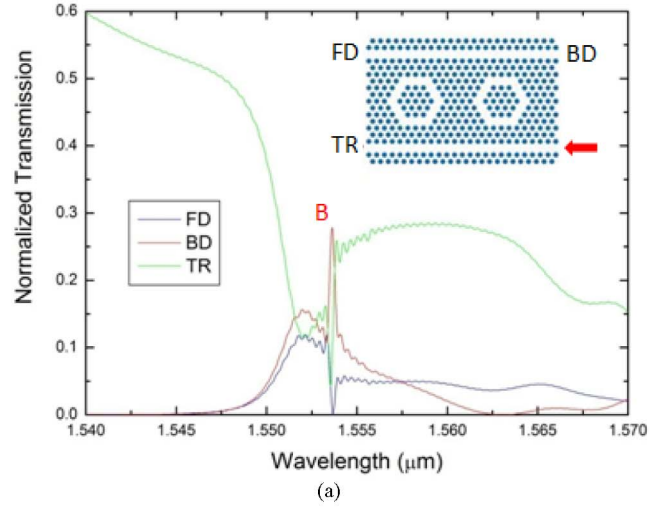 0.6
0.5
0.4
0.3
0.2
0.1
0.0
Normalized Transmission
FD
BD
TR
B
FD
BD
TR
1.540
1.545
1.550
1.555
1.560
1.565
1.570
Wavelength (μm)
(a)